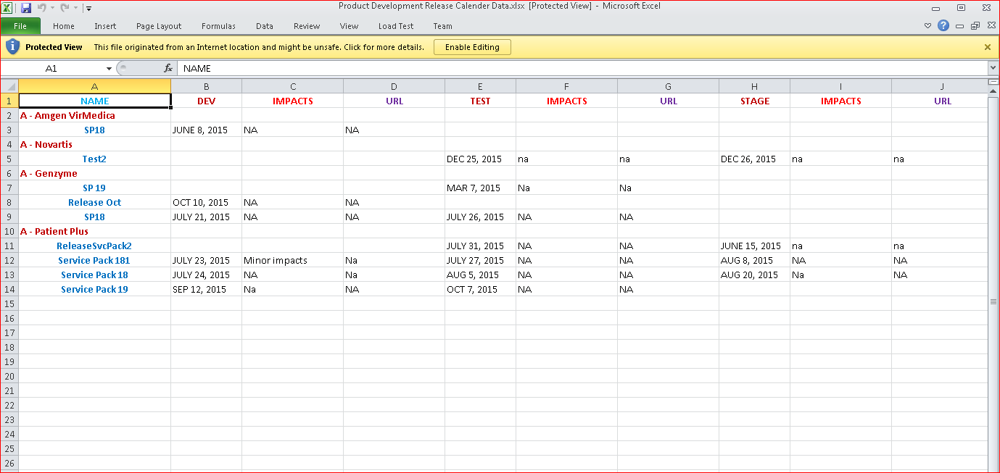 Product Development Release Calender Data.xlsx [Protected View] - Microsoft Excel
File Home Insert Page Layout Formulas Data Review View Load Test Team
Protected View This file originated from an Internet location and might be unsafe. Click for more details. Enable Editing
A1 fx NAME
A B C D E F G H I J
1 NAME DEV IMPACTS URL TEST IMPACTS URL STAGE IMPACTS URL
2 A - Amgen VirMedica
3 SP18 JUNE 8, 2015 NA NA
4 A - Novartis
5 Test2 DEC 25, 2015 na na DEC 26, 2015 na na
6 A - Genzyme
7 SP 19 MAR 7, 2015 Na Na
8 Release Oct OCT 10, 2015 NA NA
9 SP18 JULY 21, 2015 NA NA JULY 26, 2015 NA NA
10 A - Patient Plus
11 ReleaseSvcPack2 JULY 31, 2015 NA NA JUNE 15, 2015 na na
12 Service Pack 181 JULY 23, 2015 Minor impacts Na JULY 27, 2015 NA NA AUG 8, 2015 NA NA
13 Service Pack 18 JULY 24, 2015 NA Na AUG 5, 2015 NA NA AUG 20, 2015 Na NA
14 Service Pack 19 SEP 12, 2015 Na NA OCT 7, 2015 NA NA
15
16
17
18
19
20
21
22
23
24
25
26